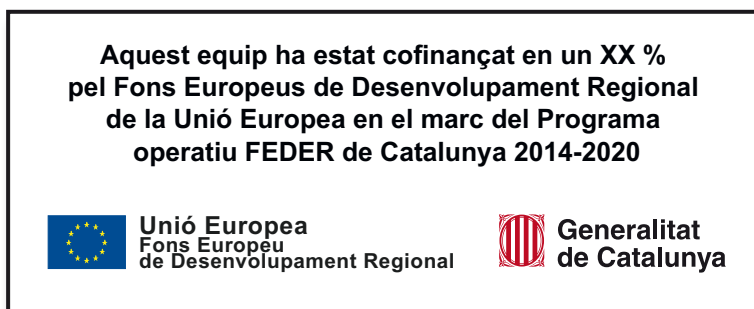 Aquest equip ha estat cofinançat en un XX %
pel Fons Europeus de Desenvolupament Regional
de la Unió Europea en el marc del Programa
operatiu FEDER de Catalunya 2014-2020
Unió Europea
Fons Europeu
de Desenvolupament Regional
Generalitat
de Catalunya